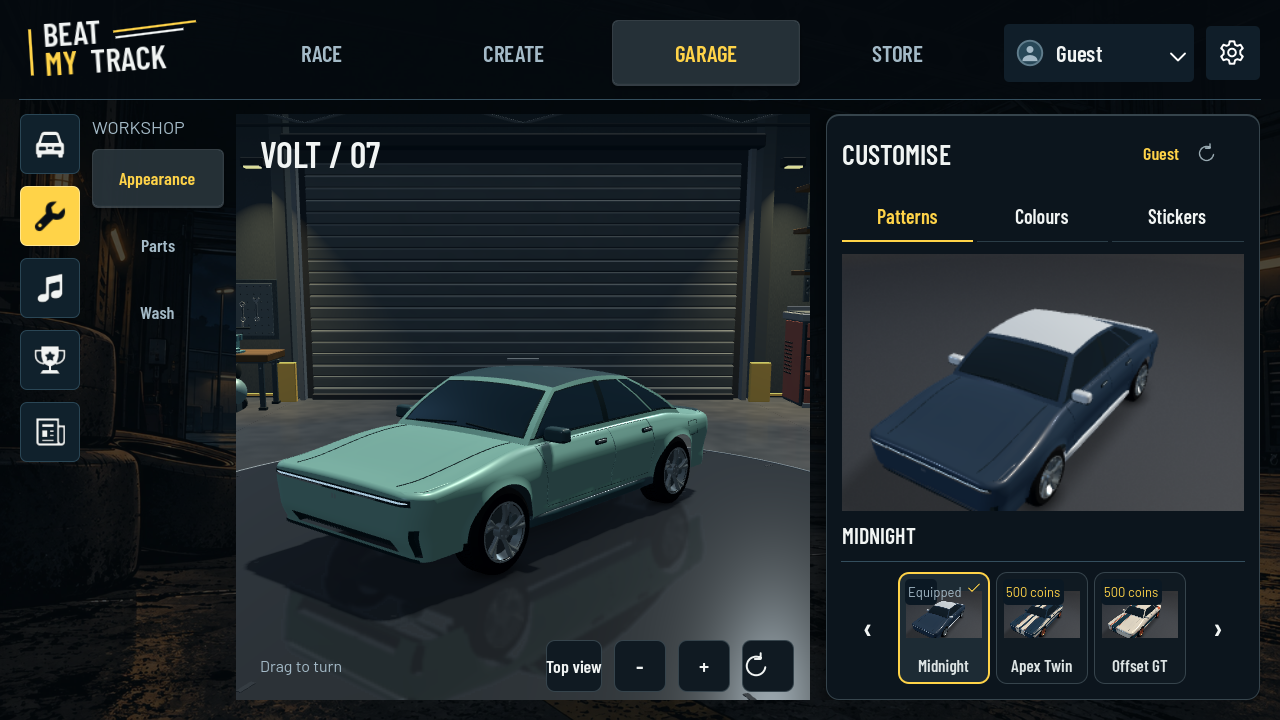 BEAT
MY TRACK
RACE
CREATE
GARAGE
STORE
Guest
WORKSHOP
Appearance
Parts
Wash
VOLT / 07
Drag to turn
Top view
-
+
CUSTOMISE
Guest
Patterns
Colours
Stickers
MIDNIGHT
‹
Equipped
Midnight
500 coins
Apex Twin
500 coins
Offset GT
›